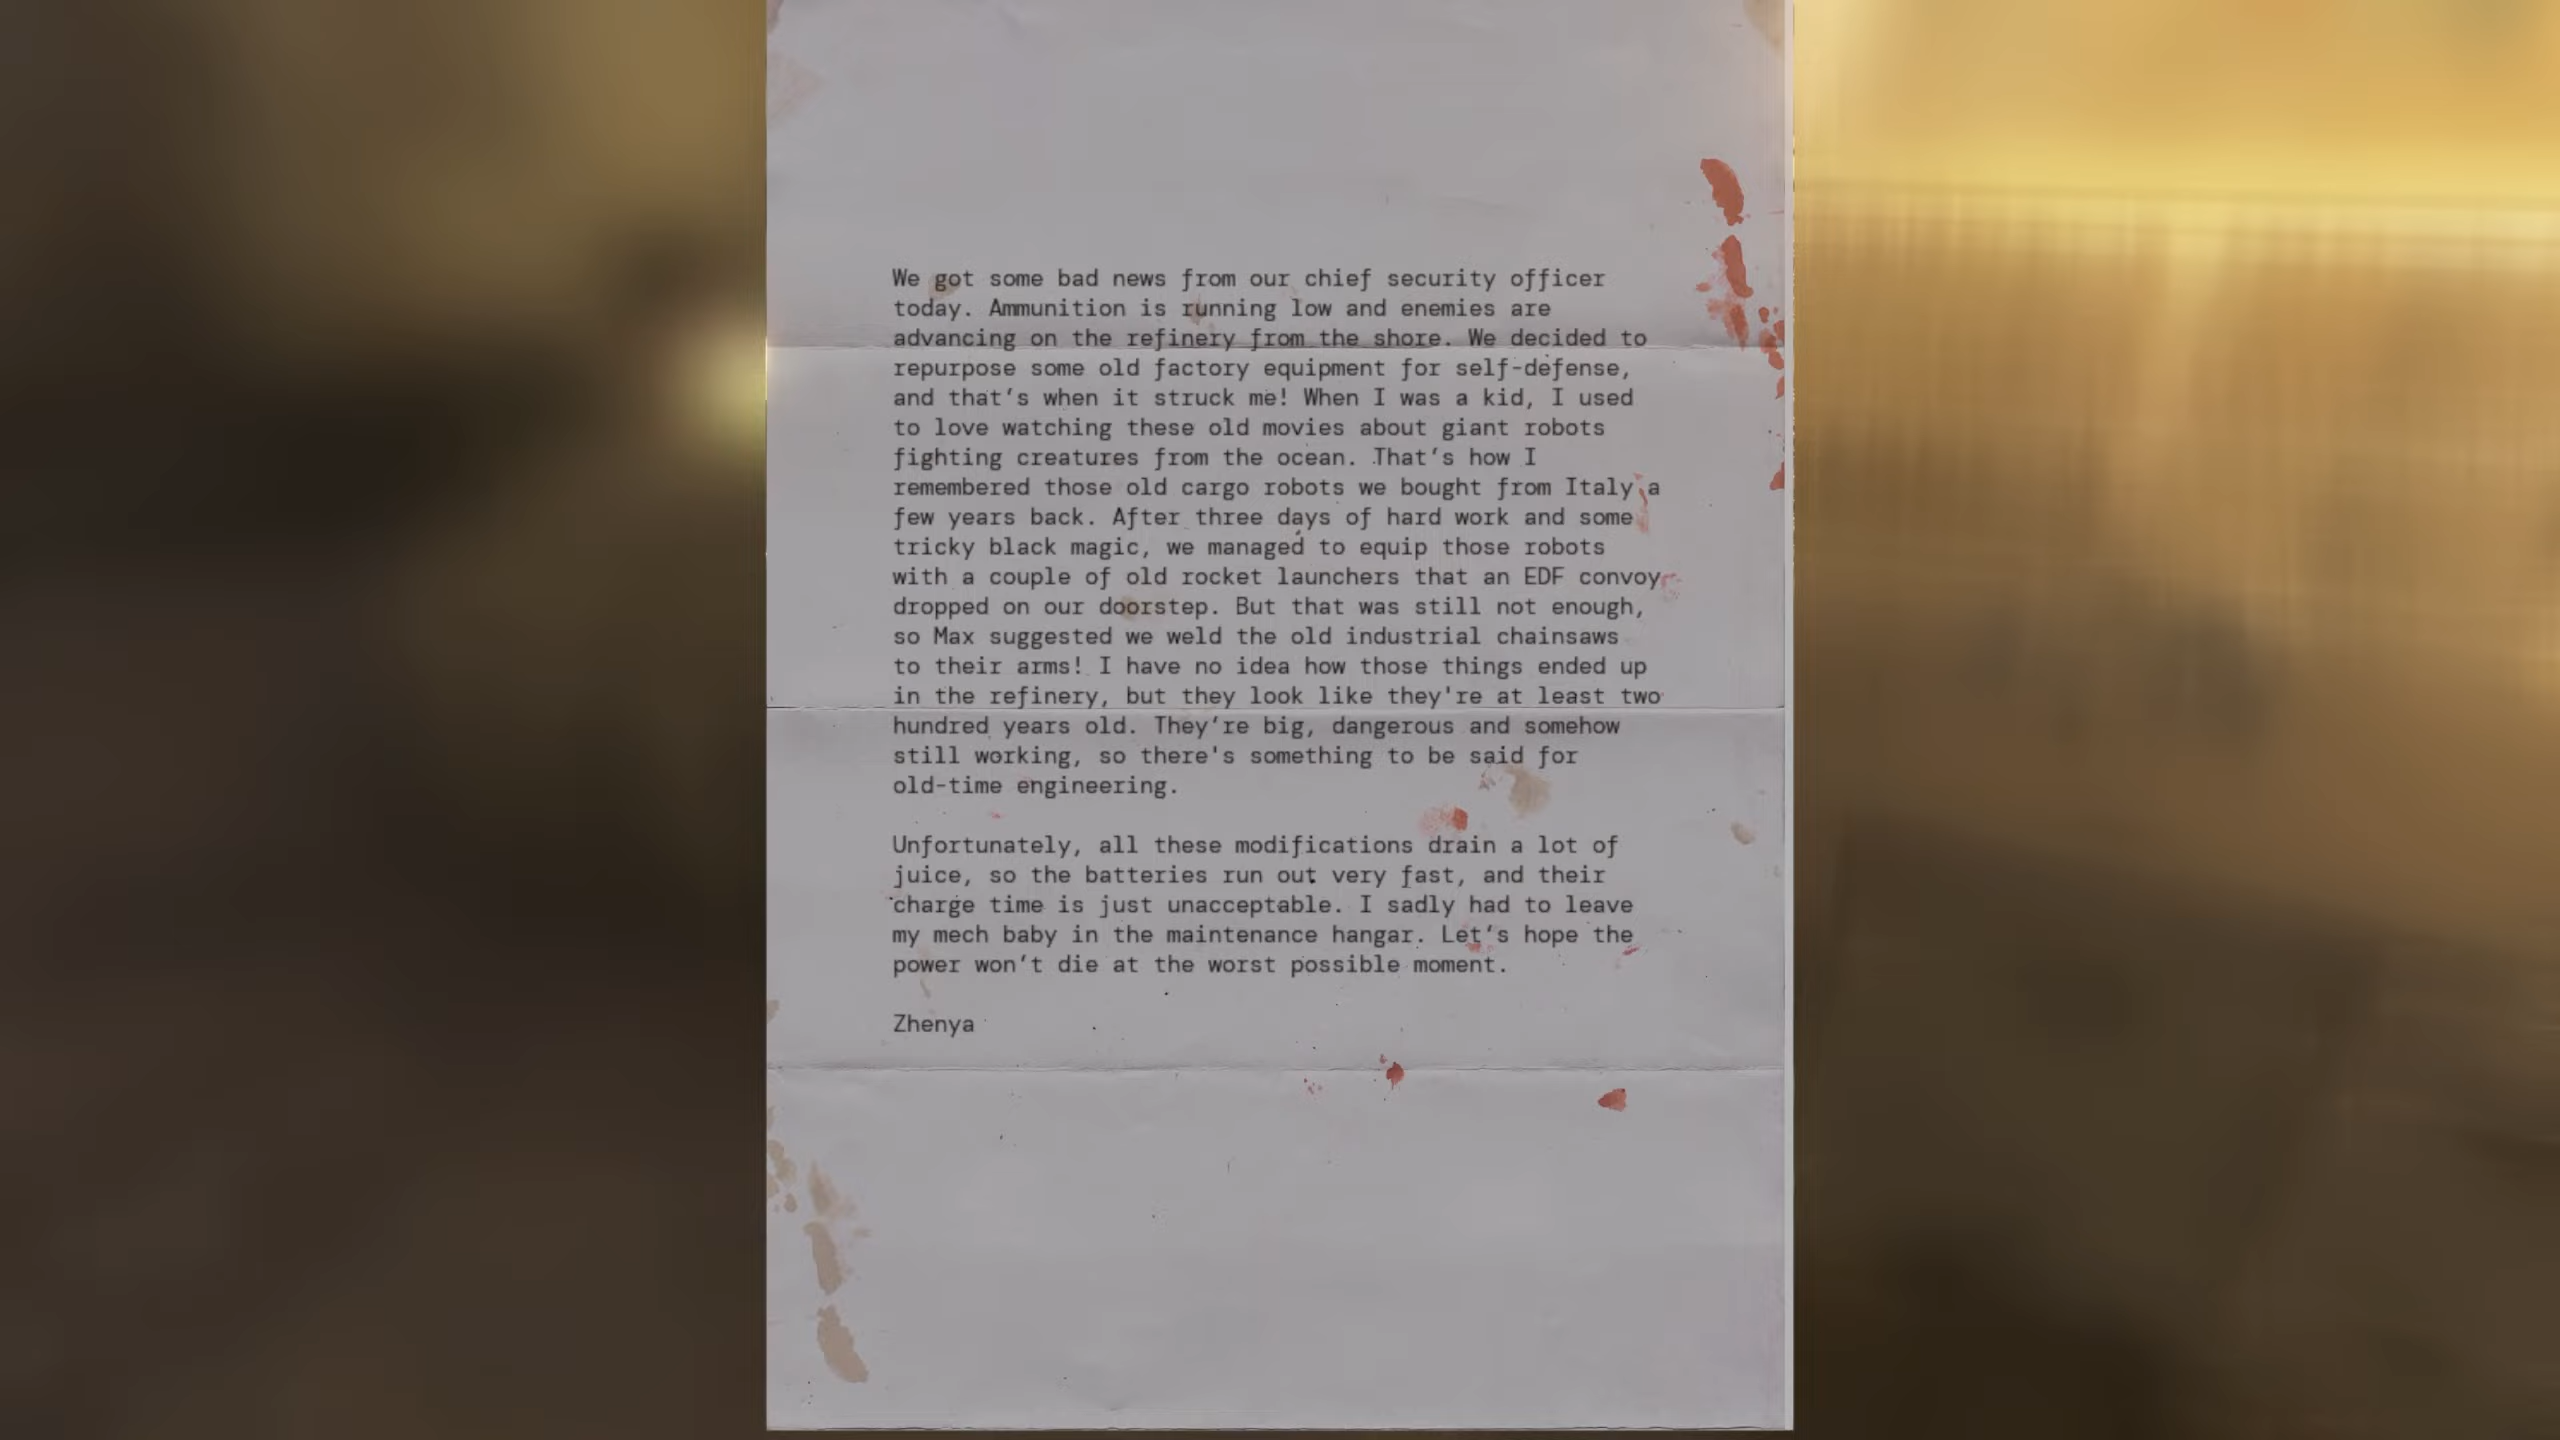 We got some bad news from our chief security officer
today. Ammunition is running low and enemies are
advancing on the refinery from the shore. We decided to
repurpose some old factory equipment for self-defense,
and that’s when it struck me! When I was a kid, I used
to love watching these old movies about giant robots
fighting creatures from the ocean. That’s how I
remembered those old cargo robots we bought from Italy a
few years back. After three days of hard work and some
tricky black magic, we managed to equip those robots
with a couple of old rocket launchers that an EDF convoy
dropped on our doorstep. But that was still not enough,
so Max suggested we weld the old industrial chainsaws
to their arms! I have no idea how those things ended up
in the refinery, but they look like they're at least two
hundred years old. They’re big, dangerous and somehow
still working, so there's something to be said for
old-time engineering.
Unfortunately, all these modifications drain a lot of
juice, so the batteries run out very fast, and their
charge time is just unacceptable. I sadly had to leave
my mech baby in the maintenance hangar. Let’s hope the
power won’t die at the worst possible moment.
Zhenya